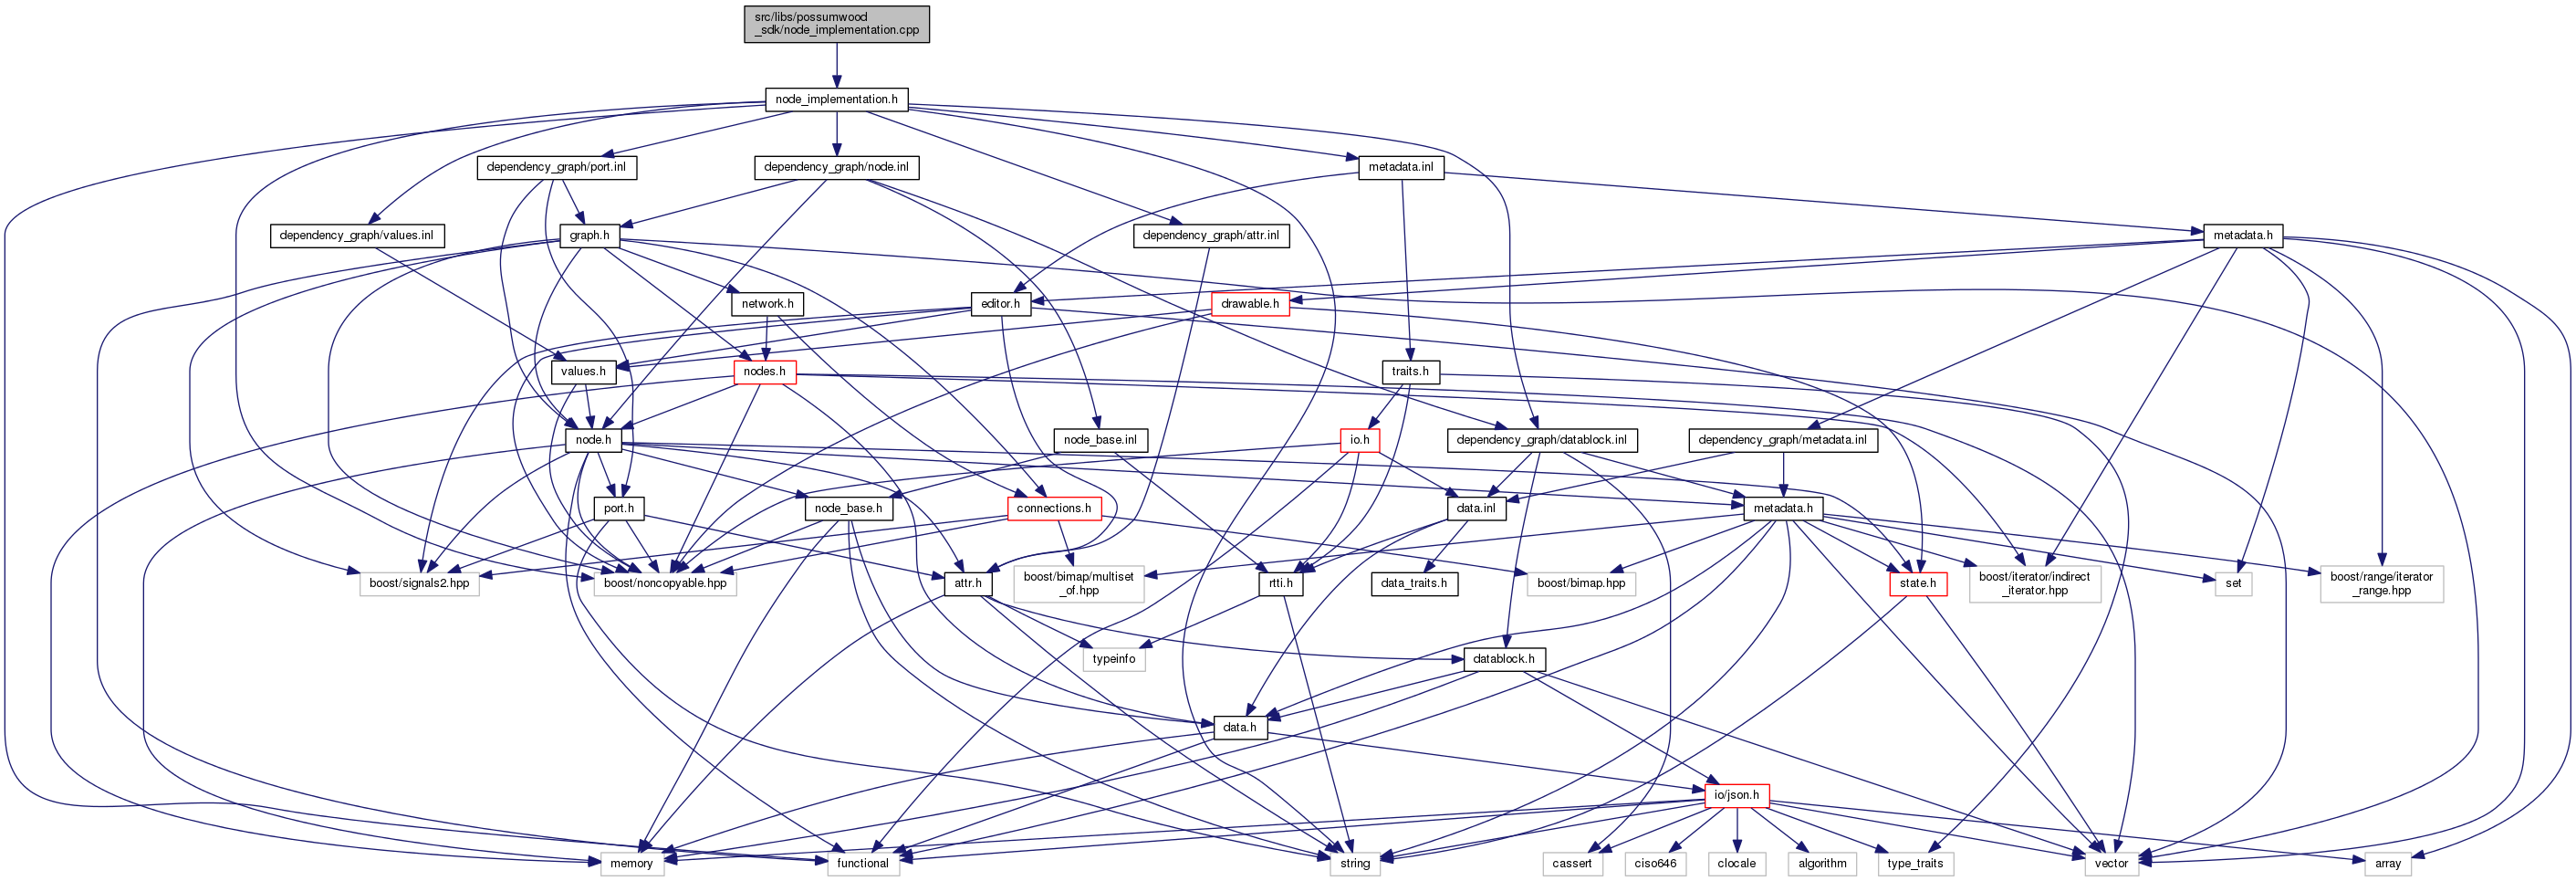 src/libs/possumwood
_sdk/node_implementation.cpp
node_implementation.h
dependency_graph/port.inl
dependency_graph/node.inl
metadata.inl
dependency_graph/values.inl
graph.h
dependency_graph/attr.inl
metadata.h
network.h
editor.h
drawable.h
values.h
nodes.h
traits.h
node.h
node_base.inl
io.h
dependency_graph/datablock.inl
dependency_graph/metadata.inl
port.h
node_base.h
connections.h
data.inl
metadata.h
boost/signals2.hpp
boost/noncopyable.hpp
attr.h
boost/bimap/multiset
_of.hpp
rtti.h
data_traits.h
boost/bimap.hpp
state.h
boost/iterator/indirect
_iterator.hpp
set
boost/range/iterator
_range.hpp
typeinfo
datablock.h
data.h
io/json.h
memory
functional
string
cassert
ciso646
clocale
algorithm
type_traits
vector
array